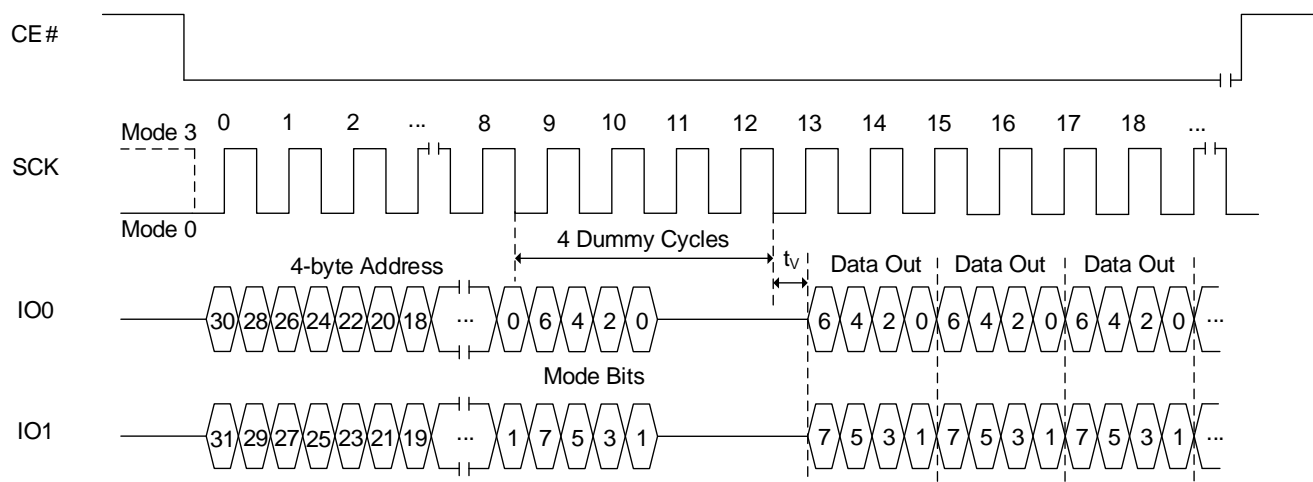 CE#
Mode 3 0 1 2 ... 8 9 10 11 12 13 14 15 16 17 18 ...
SCK
Mode 0
4 Dummy Cycles
4-byte Address tV Data Out Data Out Data Out
IO0 30 28 26 24 22 20 18 ... 0 6 4 2 0 6 4 2 0 6 4 2 0 6 4 2 0 ...
Mode Bits
IO1 31 29 27 25 23 21 19 ... 1 7 5 3 1 7 5 3 1 7 5 3 1 7 5 3 1 ...